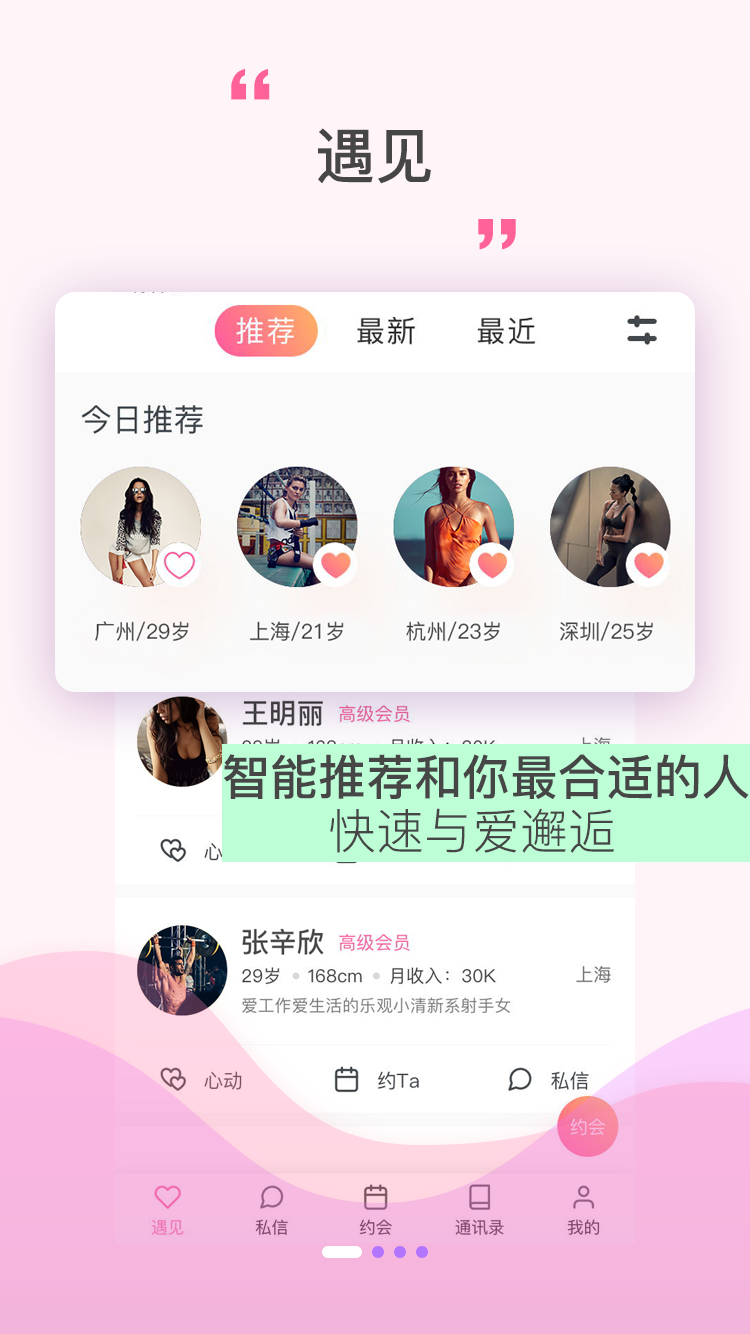 “
遇见
”
推荐 最新 最近
今日推荐
广州/29岁 上海/21岁 杭州/23岁 深圳/25岁
王明丽 高级会员
上海
智能推荐和你最合适的人
快速与爱邂逅
心
张辛欣 高级会员
29岁 168cm 月收入：30K 上海
爱工作爱生活的乐观小清新系射手女
心动 约Ta 私信
约会
遇见 私信 约会 通讯录 我的